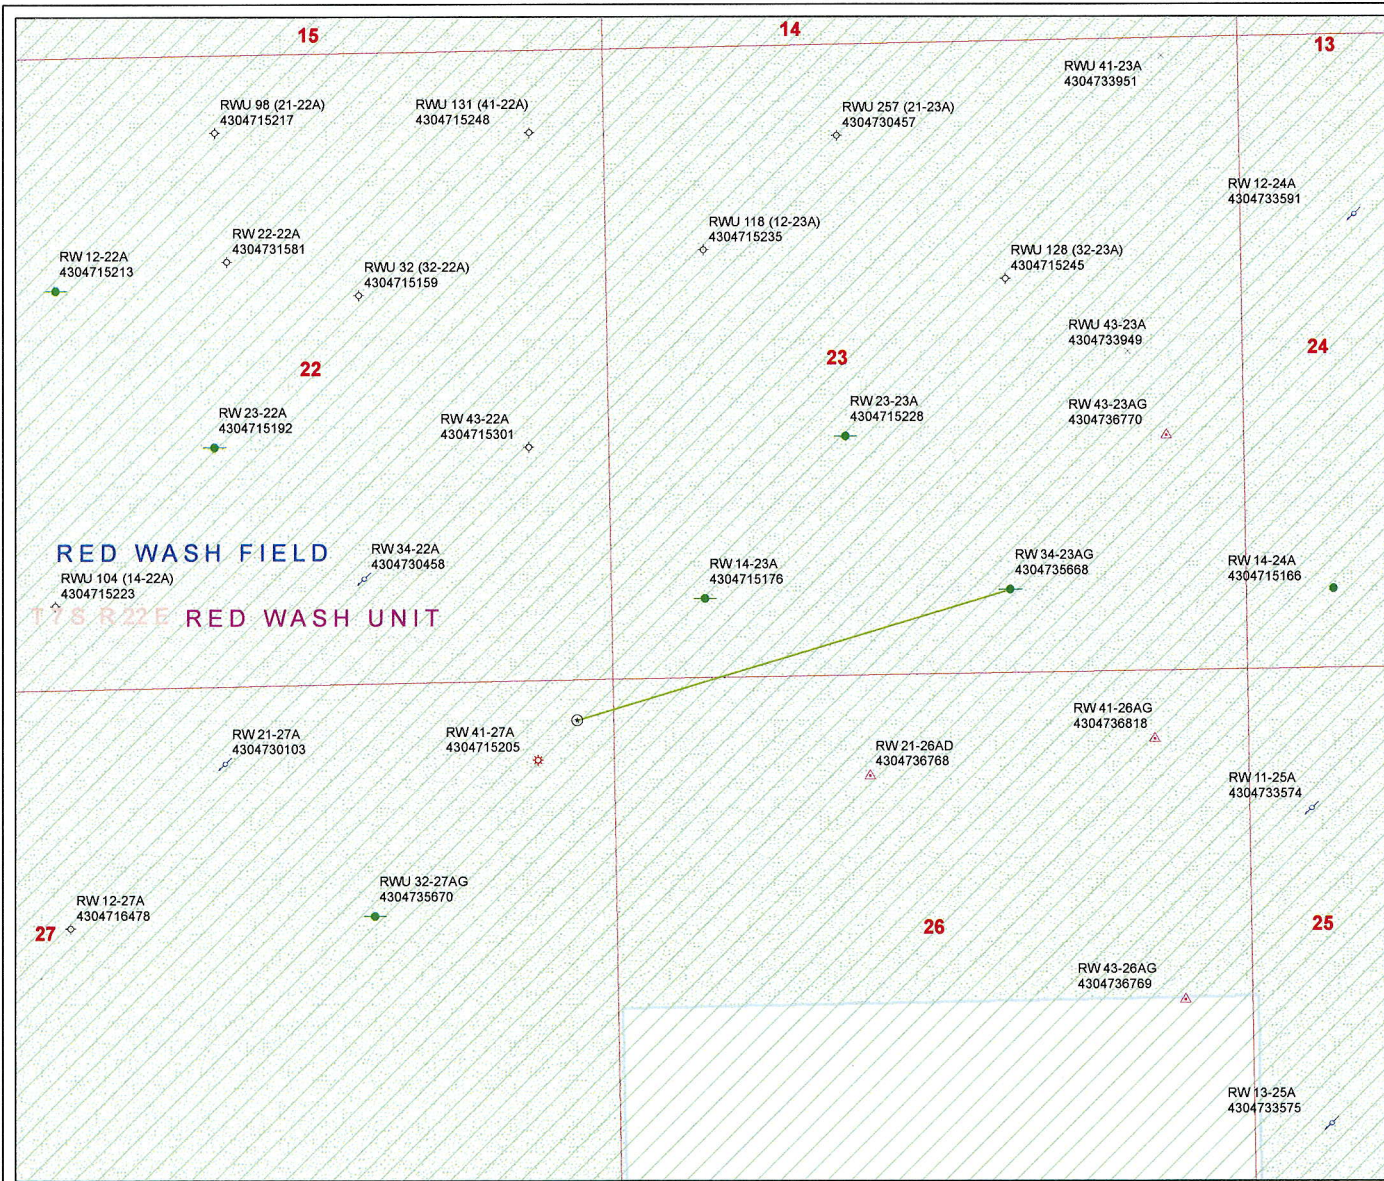 15
14
13
RWU 41-23A
4304733951
RWU 98 (21-22A)
4304715217
RWU 131 (41-22A)
4304715248
RWU 257 (21-23A)
4304730457
RW 12-24A
4304733591
RW 22-22A
4304731581
RWU 118 (12-23A)
4304715235
RW 12-22A
4304715213
RWU 32 (32-22A)
4304715159
RWU 128 (32-23A)
4304715245
RWU 43-23A
4304733949
22
23
24
RW 23-22A
4304715192
RW 43-22A
4304715301
RW 23-23A
4304715228
RW 43-23AG
4304736770
RED WASH FIELD
RW 34-22A
4304730458
RWU 104 (14-22A)
4304715223
RW 14-23A
4304715176
RW 34-23AG
4304735668
RW 14-24A
4304715166
T7S R22E
RED WASH UNIT
RW 21-27A
4304730103
RW 41-27A
4304715205
RW 21-26AD
4304736768
RW 41-26AG
4304736818
RW 11-25A
4304733574
RWU 32-27AG
4304735670
RW 12-27A
4304716478
27
26
25
RW 43-26AG
4304736769
RW 13-25A
4304733575